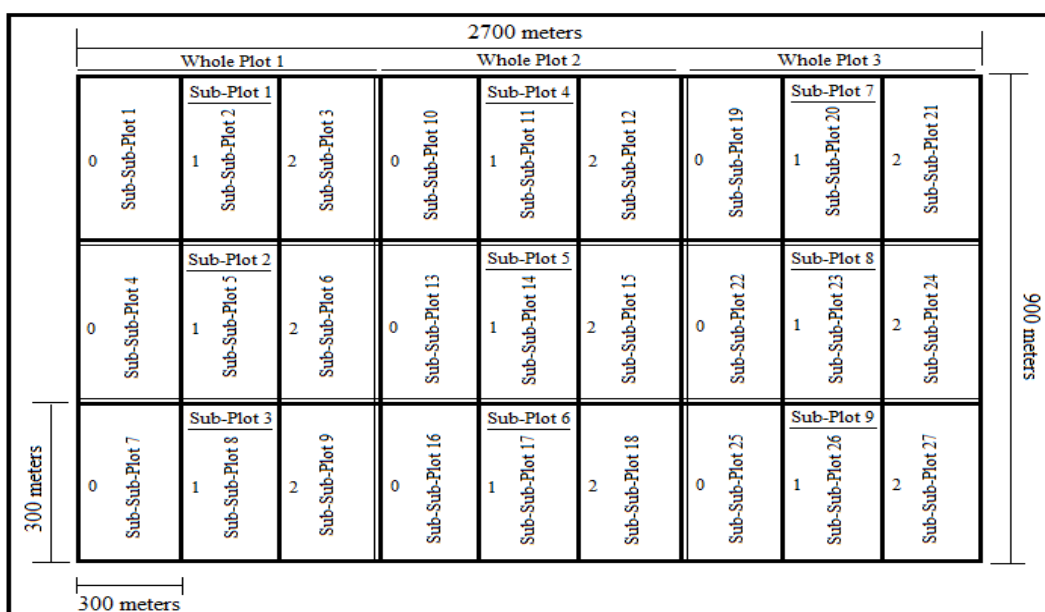 2700 meters
Whole Plot 1
Whole Plot 2
Whole Plot 3
Sub-Plot 1
Sub-Plot 4
Sub-Plot 7
0
Sub-Sub-Plot 1
1
Sub-Sub-Plot 2
2
Sub-Sub-Plot 3
0
Sub-Sub-Plot 10
1
Sub-Sub-Plot 11
2
Sub-Sub-Plot 12
0
Sub-Sub-Plot 19
1
Sub-Sub-Plot 20
2
Sub-Sub-Plot 21
Sub-Plot 2
Sub-Plot 5
Sub-Plot 8
0
Sub-Sub-Plot 4
1
Sub-Sub-Plot 5
2
Sub-Sub-Plot 6
0
Sub-Sub-Plot 13
1
Sub-Sub-Plot 14
2
Sub-Sub-Plot 15
0
Sub-Sub-Plot 22
1
Sub-Sub-Plot 23
2
Sub-Sub-Plot 24
900 meters
Sub-Plot 3
Sub-Plot 6
Sub-Plot 9
300 meters
0
Sub-Sub-Plot 7
1
Sub-Sub-Plot 8
2
Sub-Sub-Plot 9
0
Sub-Sub-Plot 16
1
Sub-Sub-Plot 17
2
Sub-Sub-Plot 18
0
Sub-Sub-Plot 25
1
Sub-Sub-Plot 26
2
Sub-Sub-Plot 27
300 meters